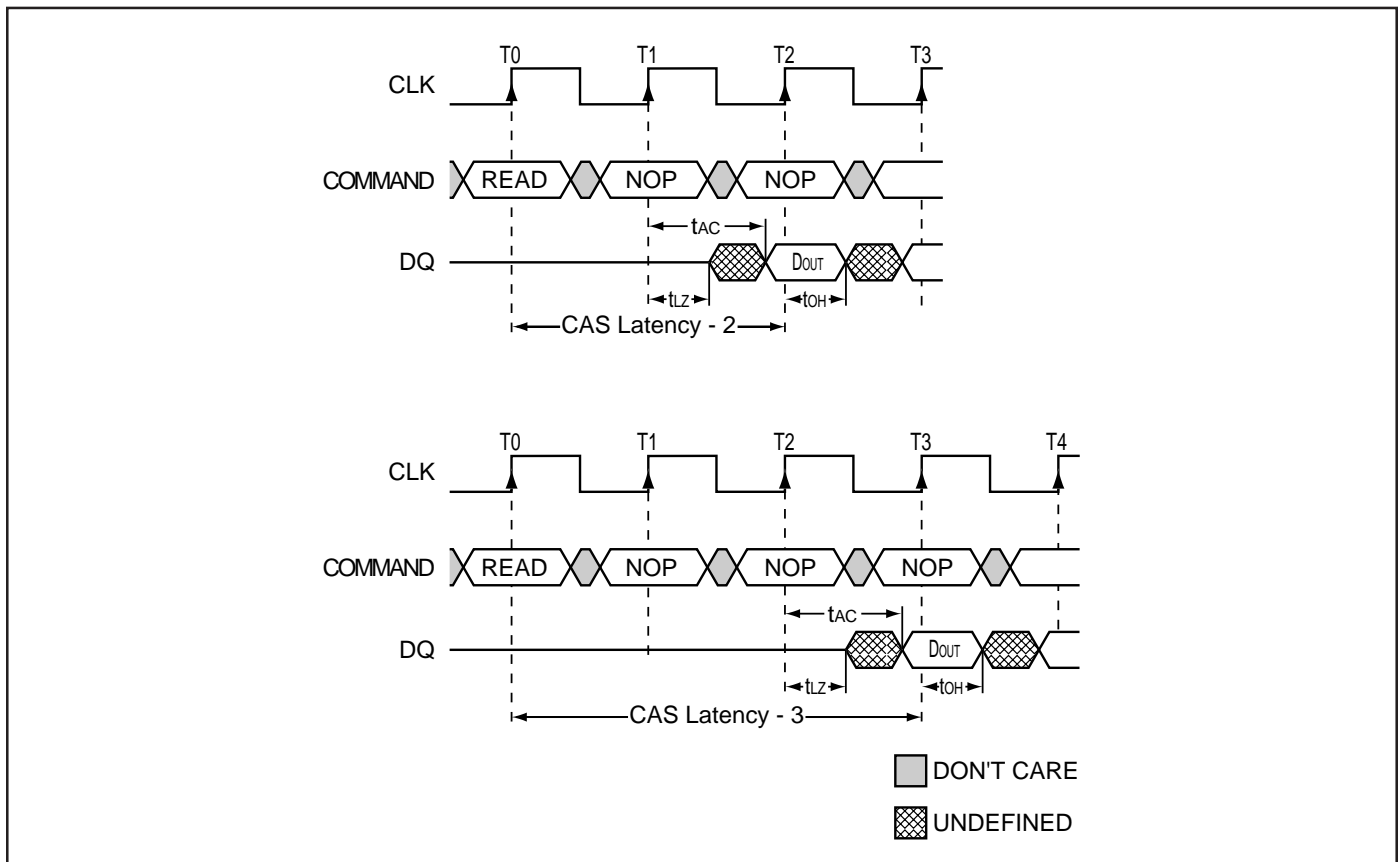 T0 T1 T2 T3
CLK
COMMAND READ NOP NOP
tAC
DQ DOUT
tLZ tOH
CAS Latency - 2
T0 T1 T2 T3 T4
CLK
COMMAND READ NOP NOP NOP
tAC
DQ DOUT
tLZ tOH
CAS Latency - 3
DON'T CARE
UNDEFINED